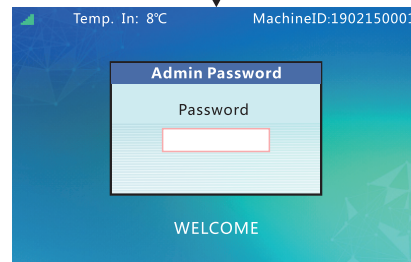 Temp. In: 8℃ MachineID:1902150001
Admin Password
Password
WELCOME